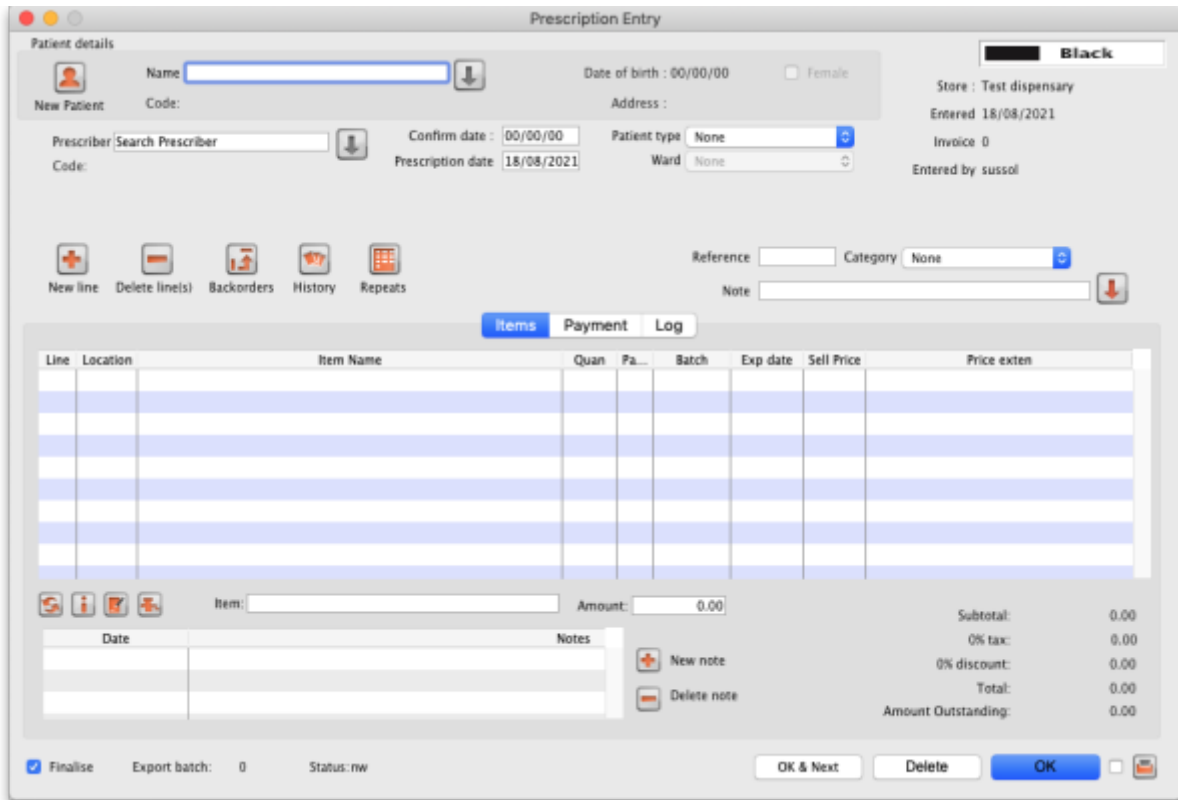 Prescription Entry
Patient details
Black
Name
Date of birth : 00/00/00
Female
Store : Test dispensary
New Patient
Code:
Address :
Entered 18/08/2021
Prescriber Search Prescriber
Confirm date : 00/00/00
Patient type None
Invoice 0
Code:
Prescription date 18/08/2021
Ward None
Entered by sussol
Reference
Category None
New line Delete line(s) Backorders History Repeats
Note
Items Payment Log
Line Location Item Name Quan Pa... Batch Exp date Sell Price Price exten
Item:
Amount: 0.00
Subtotal: 0.00
Date Notes
0% tax: 0.00
New note
0% discount: 0.00
Total: 0.00
Delete note
Amount Outstanding: 0.00
Finalise Export batch: 0 Status: nw
OK & Next Delete OK